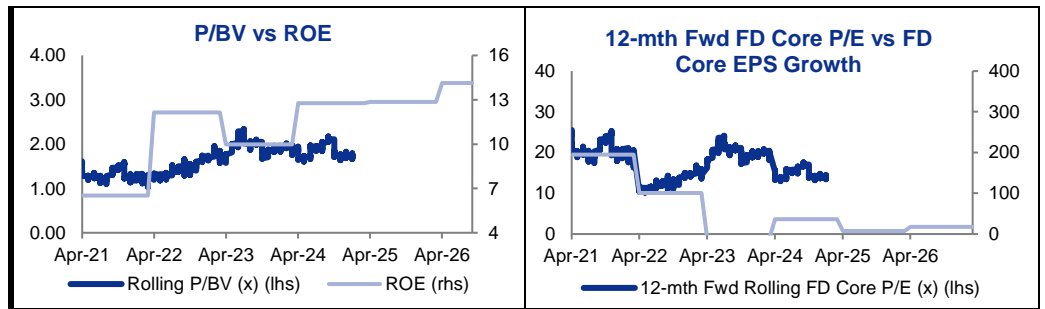 P/BV vs ROE
4.00
3.00
2.00
1.00
0.00
16
13
10
7
4
Apr-21 Apr-22 Apr-23 Apr-24 Apr-25 Apr-26
Rolling P/BV (x) (lhs) ROE (rhs)
12-mth Fwd FD Core P/E vs FD
Core EPS Growth
40
30
20
10
0
400
300
200
100
0
Apr-21 Apr-22 Apr-23 Apr-24 Apr-25 Apr-26
12-mth Fwd Rolling FD Core P/E (x) (lhs)